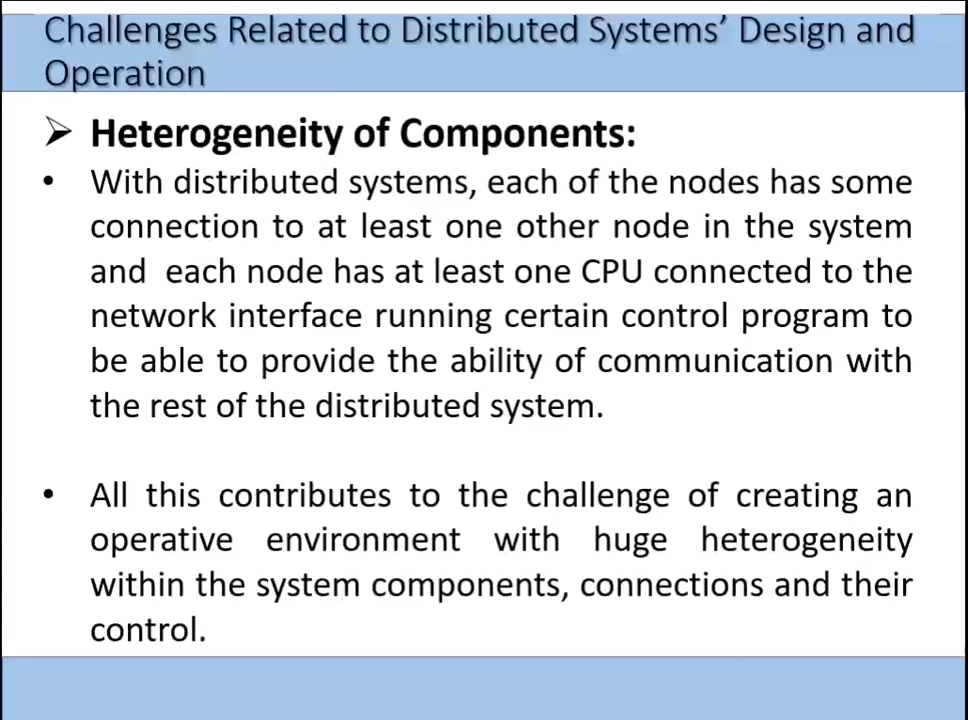 Challenges Related to Distributed Systems’ Design and
Operation
➢ Heterogeneity of Components:
• With distributed systems, each of the nodes has some
connection to at least one other node in the system
and each node has at least one CPU connected to the
network interface running certain control program to
be able to provide the ability of communication with
the rest of the distributed system.
• All this contributes to the challenge of creating an
operative environment with huge heterogeneity
within the system components, connections and their
control.